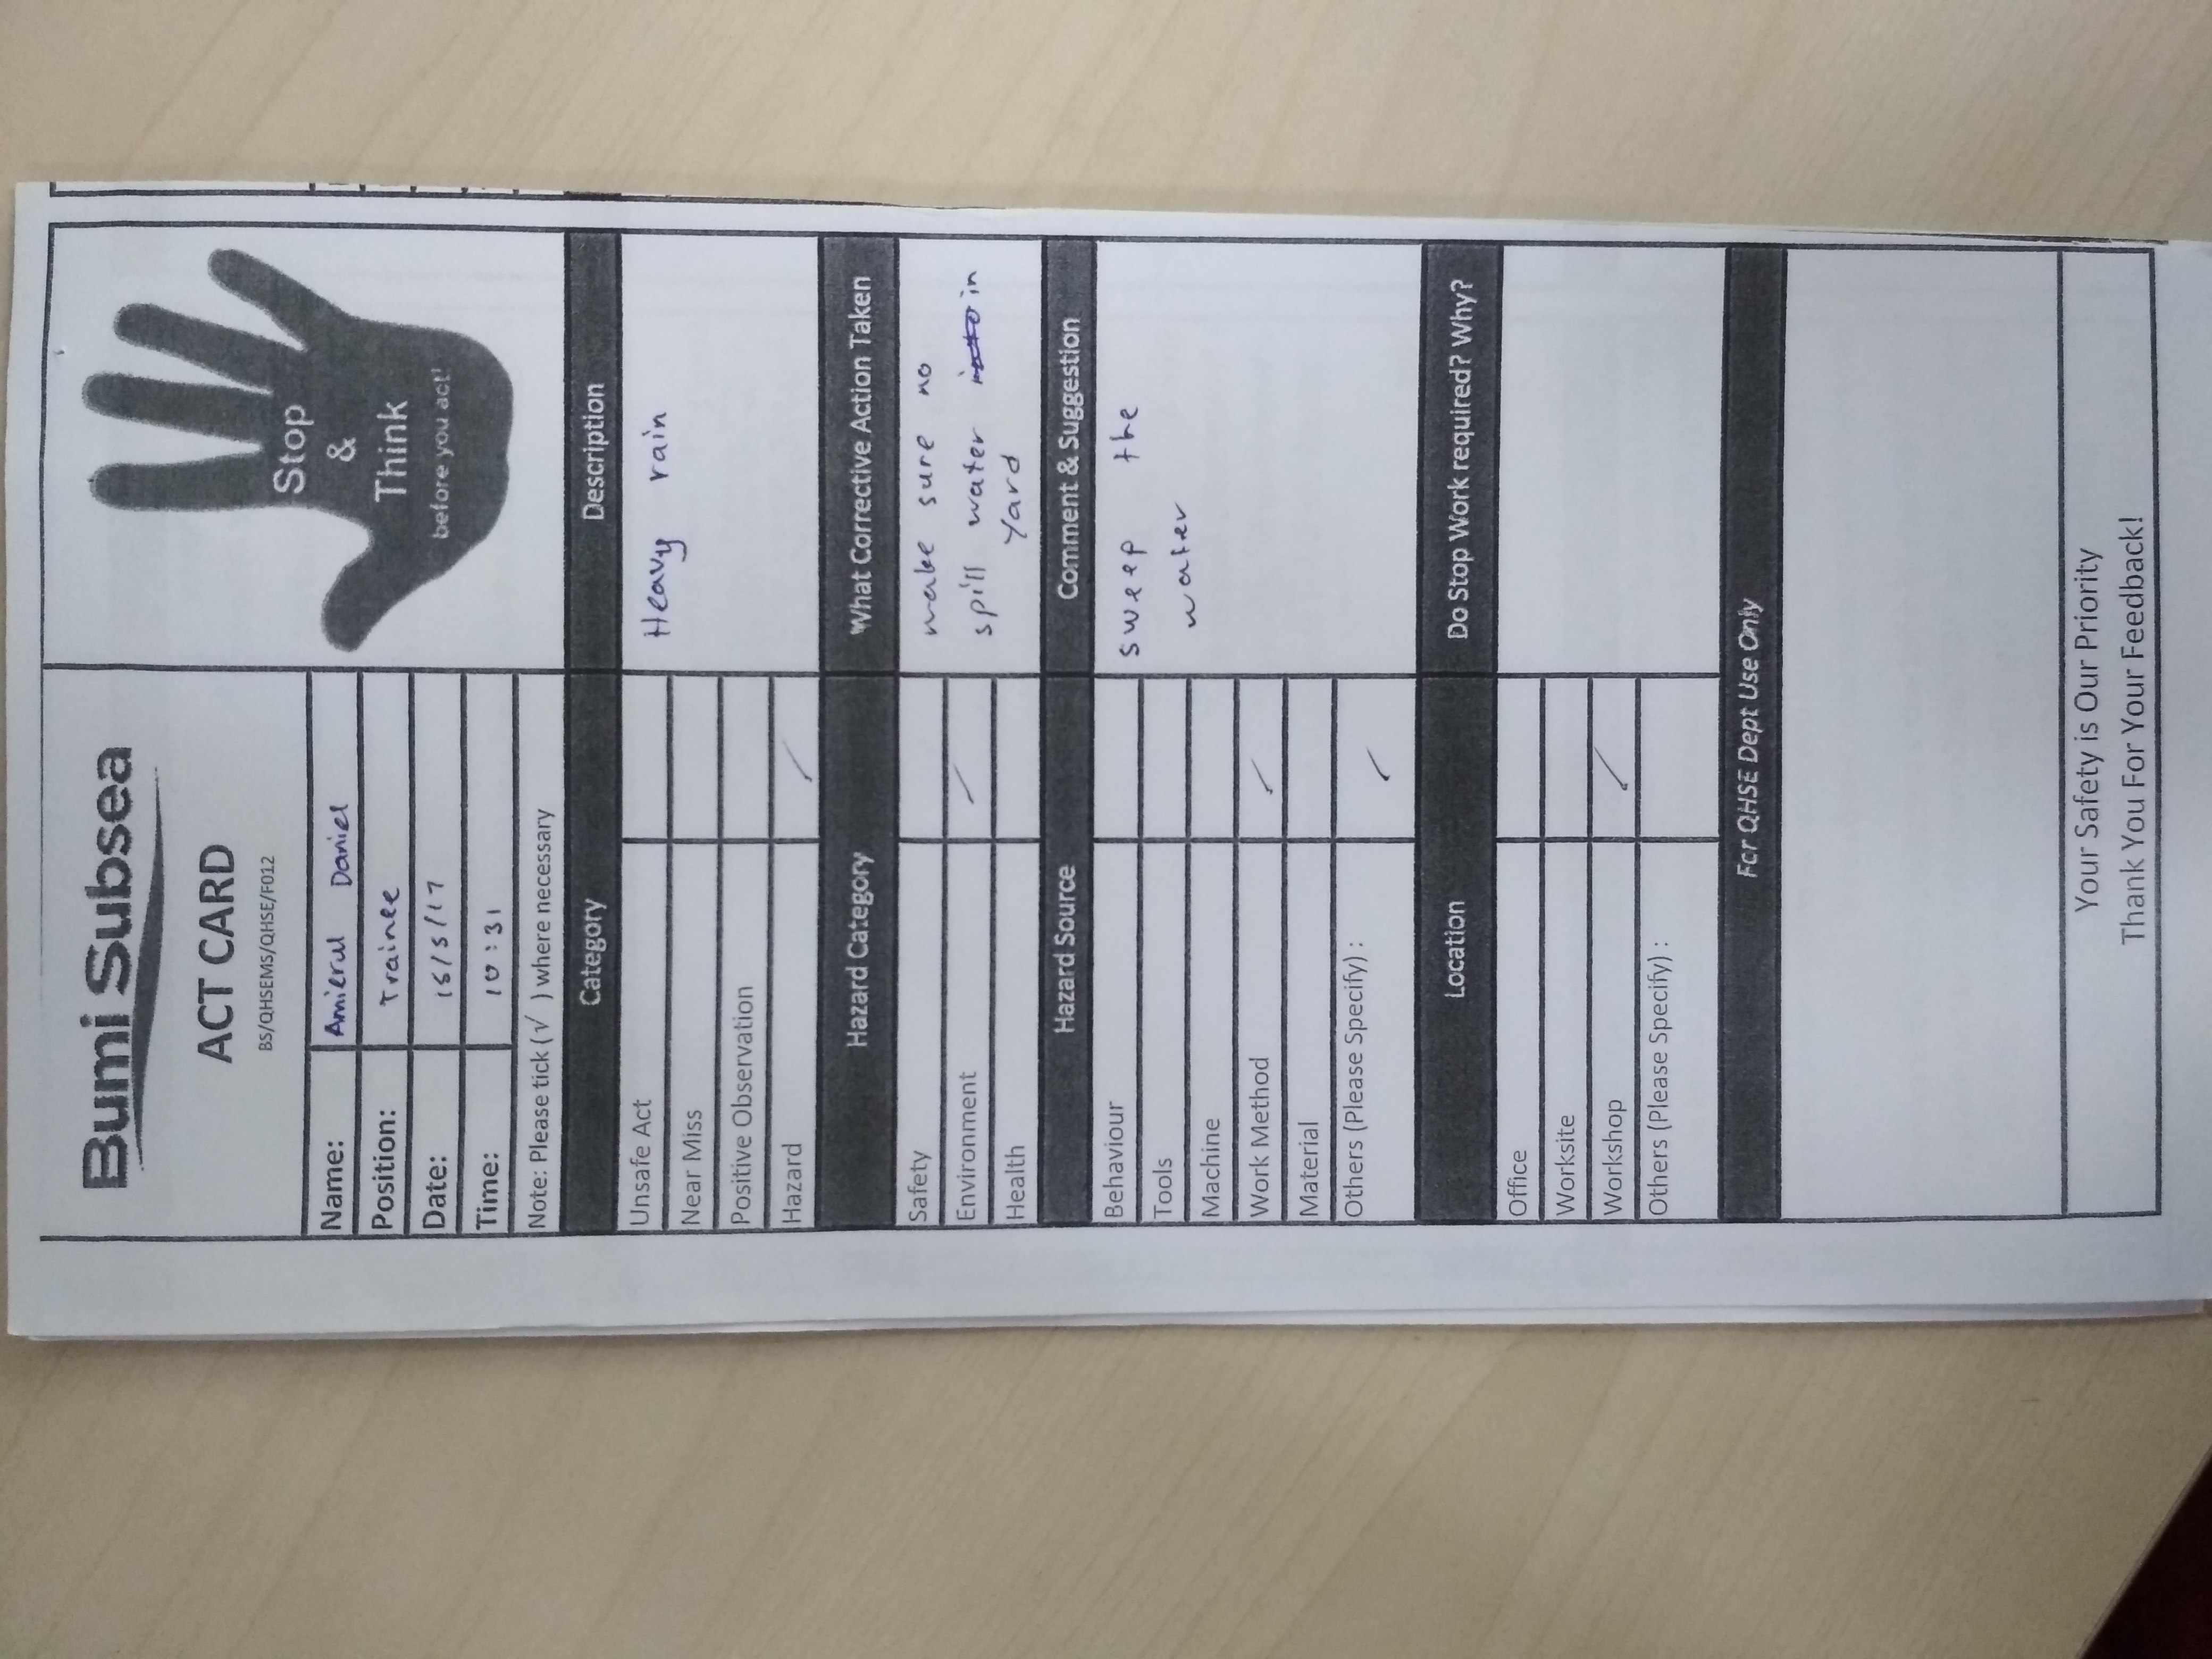 Bumi Subsea
ACT CARD
BS/QHSEMS/QHSE/F012
Stop
&
Think
before you act!
Name: Amierul Daniel
Position: Trainee
Date: 15/5/17
Time: 10:31
Note: Please tick (√ ) where necessary
Category Description
Unsafe Act
Near Miss
Positive Observation
Hazard ✓
Heavy rain
Hazard Category What Corrective Action Taken
Safety
Environment ✓
Health
make sure no
spill water in
yard
Hazard Source Comment & Suggestion
Behaviour
Tools
Machine
Work Method ✓
Material
Others (Please Specify) : ✓
sweep the
water
Location Do Stop Work required? Why?
Office
Worksite
Workshop ✓
Others (Please Specify) :
For QHSE Dept Use Only
Your Safety is Our Priority
Thank You For Your Feedback!